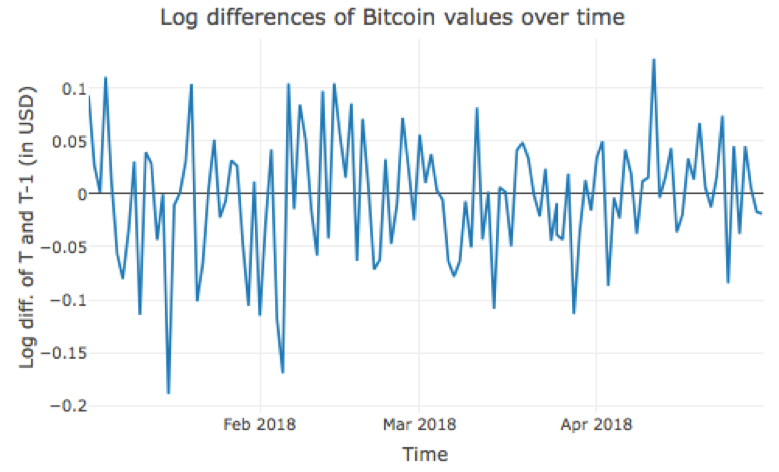 Log differences of Bitcoin values over time
Log diff. of T and T-1 (in USD)
0.1
0.05
0
−0.05
−0.1
−0.15
−0.2
Feb 2018
Mar 2018
Apr 2018
Time